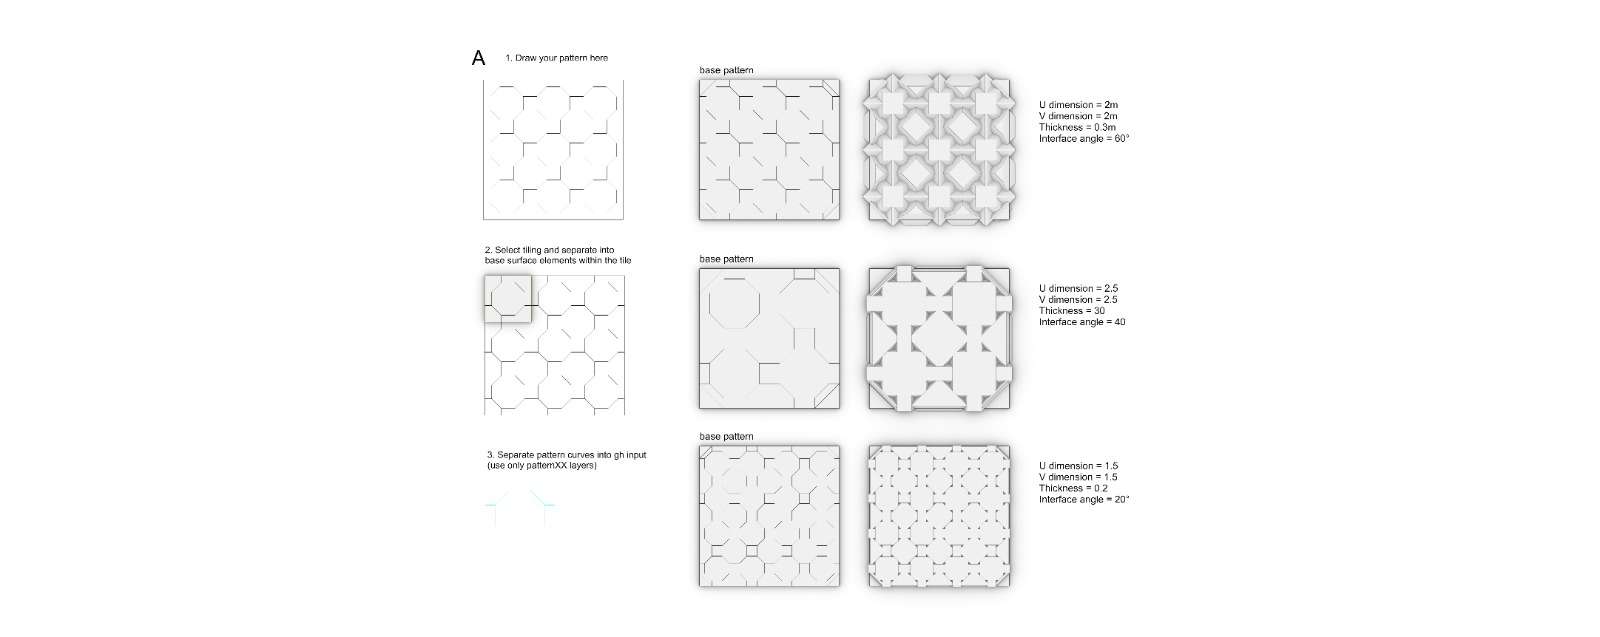 A
1. Draw your pattern here
base pattern
U dimension = 2m
V dimension = 2m
Thickness = 0.3m
Interface angle = 60°
2. Select tiling and separate into
base surface elements within the tile
base pattern
U dimension = 2.5
V dimension = 2.5
Thickness = 30
Interface angle = 40
3. Separate pattern curves into gh input
(use only patternXX layers)
base pattern
U dimension = 1.5
V dimension = 1.5
Thickness = 0.2
Interface angle = 20°